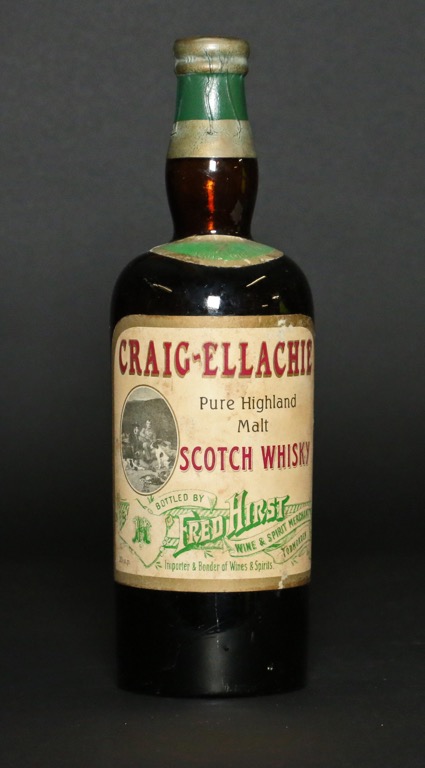 CRAIG-ELLACHIE
Pure Highland
Malt
SCOTCH WHISKY
BOTTLED BY
FRED HIRST
WINE & SPIRIT MERCHANT
TODMORDEN
Importer & Bonder of Wines & Spirits.